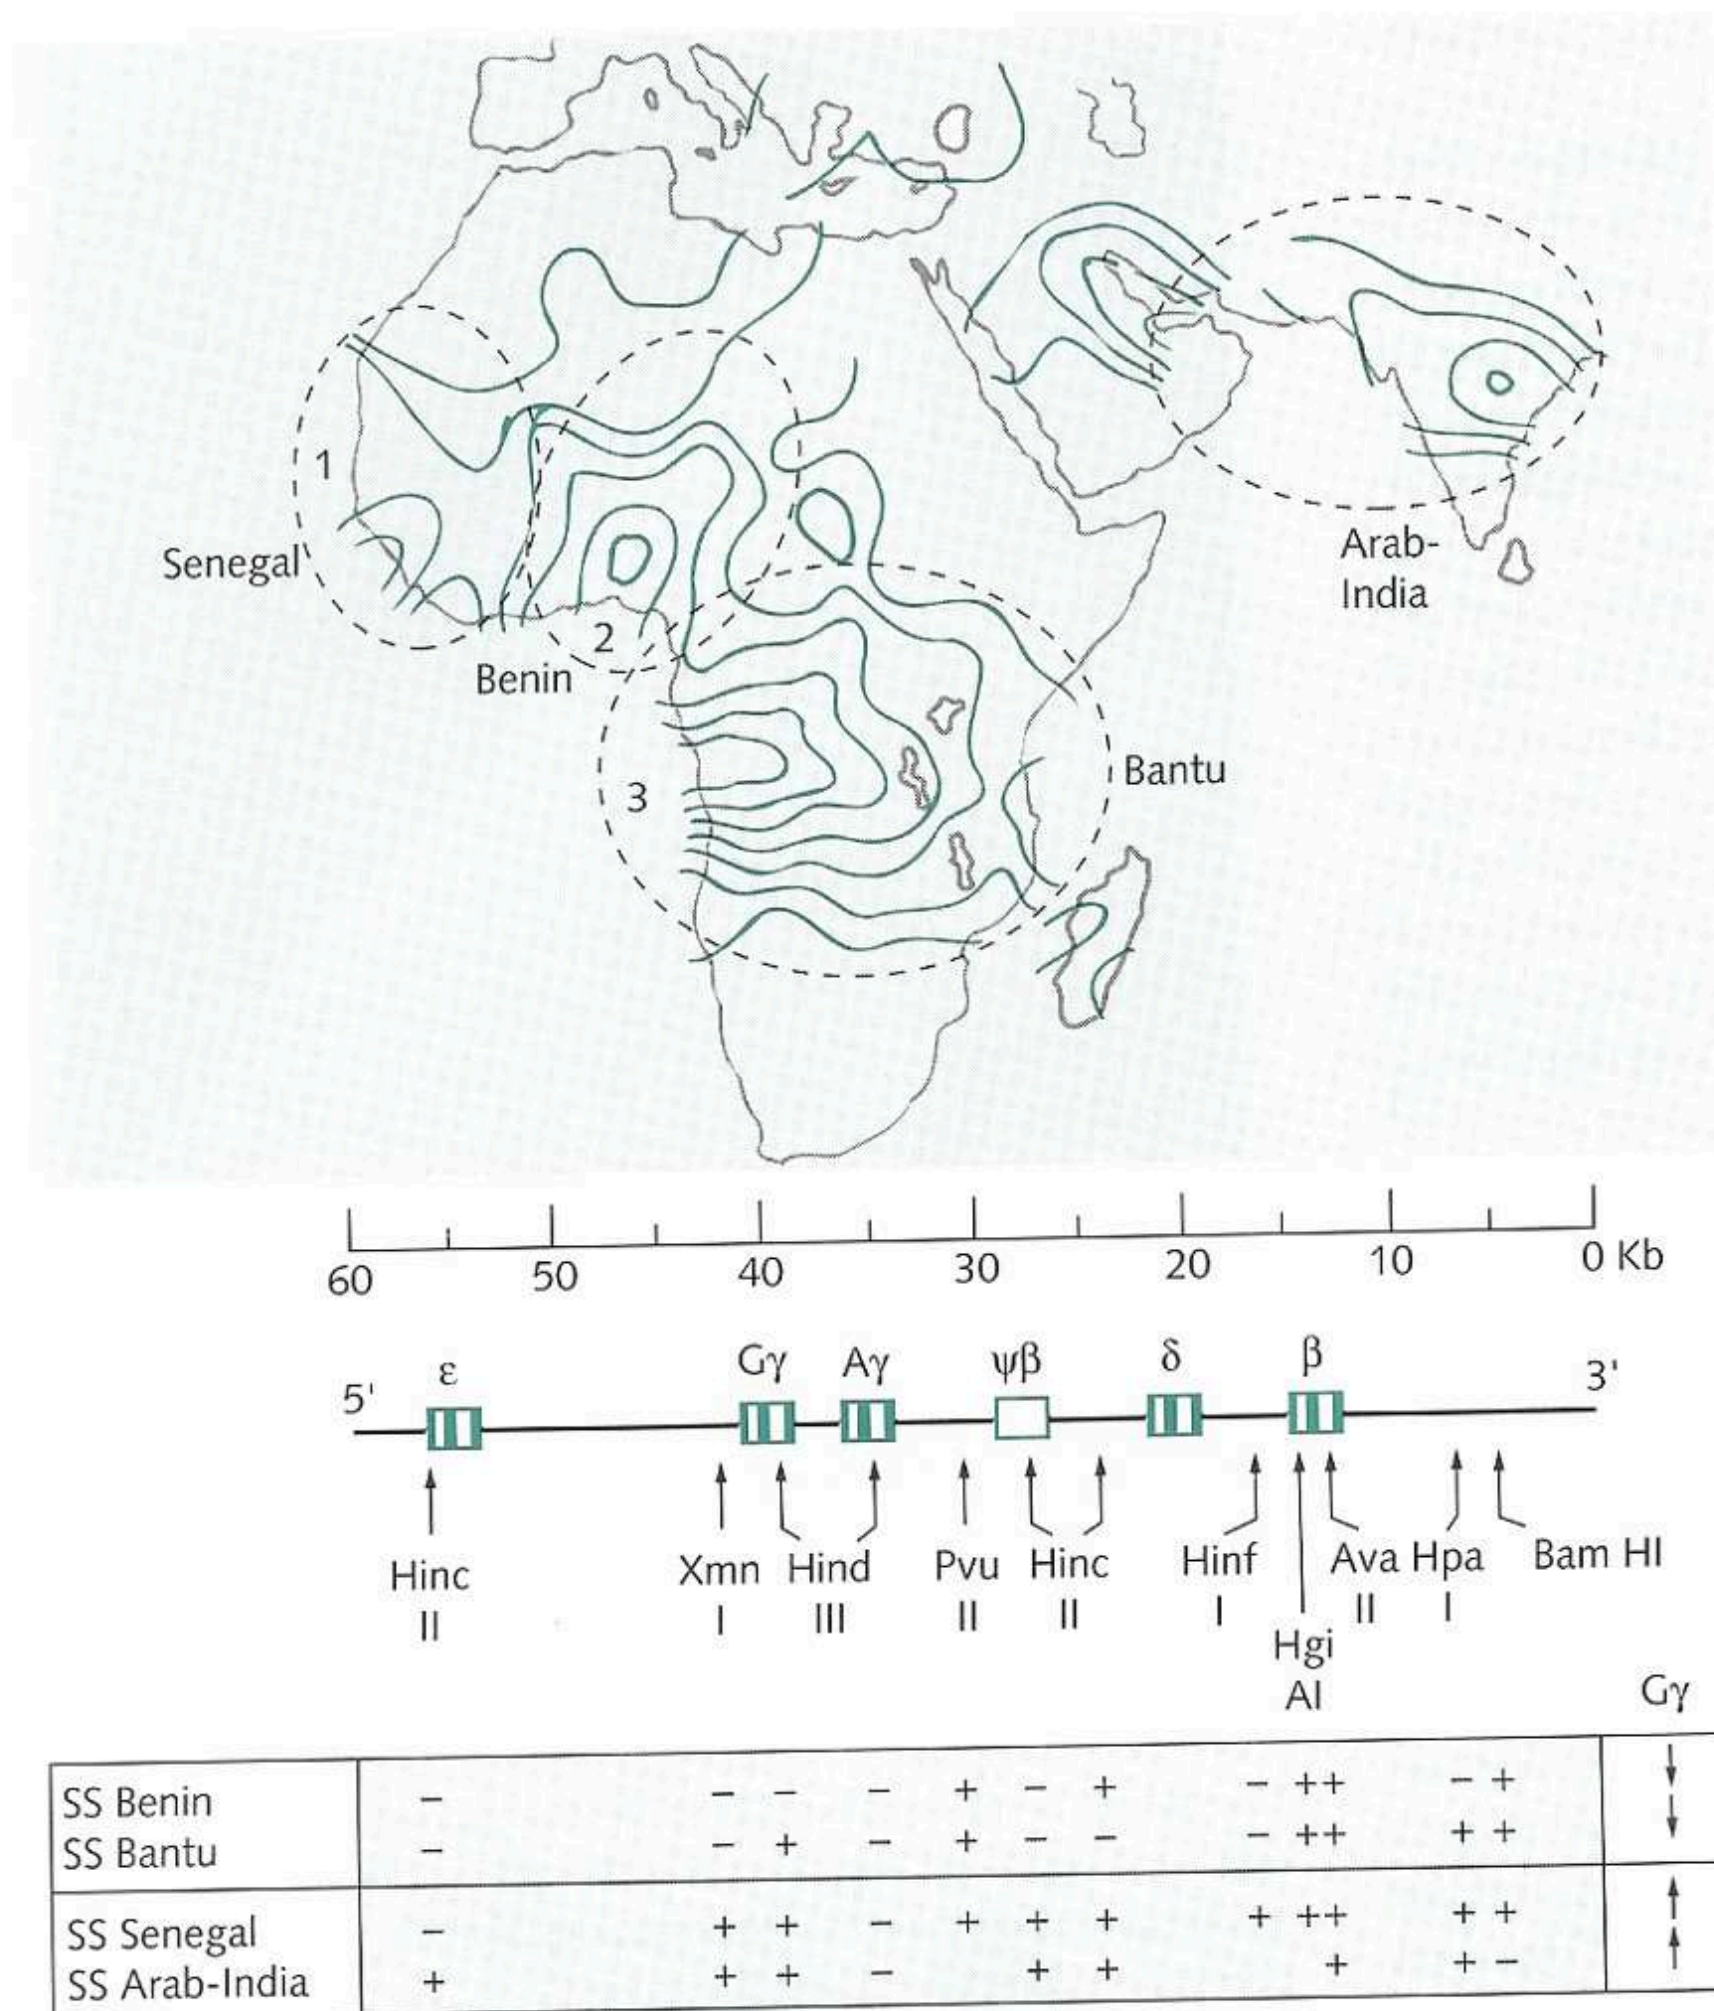 1
Senegal
2
Benin
3
Bantu
Arab-
India
60 50 40 30 20 10 0 Kb
5' ε Gγ Aγ ψβ δ β 3'
Hinc Xmn Hind Pvu Hinc Hinf Ava Hpa Bam HI
II I III II II I II I
Hgi
AI
Gγ
SS Benin − − − − + − + − ++ − + ↓
SS Bantu − − + − + − − − ++ + + ↓
SS Senegal − + + − + + + + ++ + + ↑
SS Arab-India + + + − + + + + − ↑